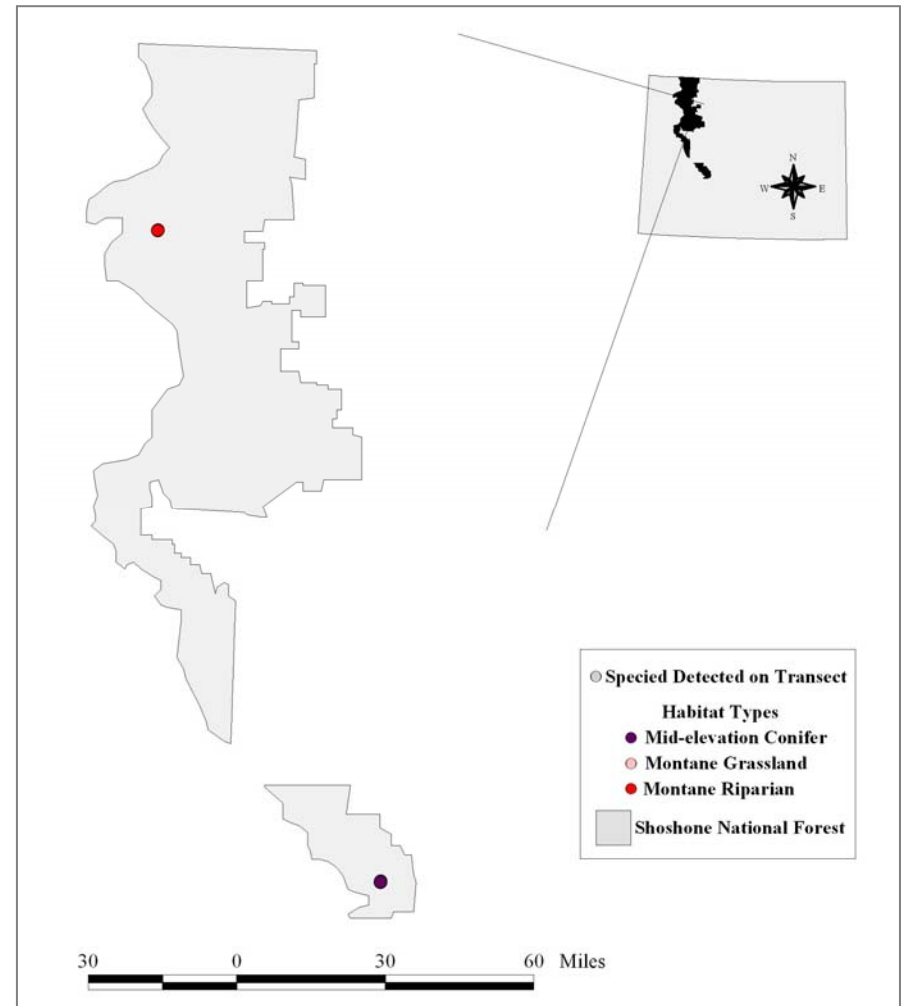 N
W E
S
Specied Detected on Transect
Habitat Types
Mid-elevation Conifer
Montane Grassland
Montane Riparian
Shoshone National Forest
30 0 30 60 Miles